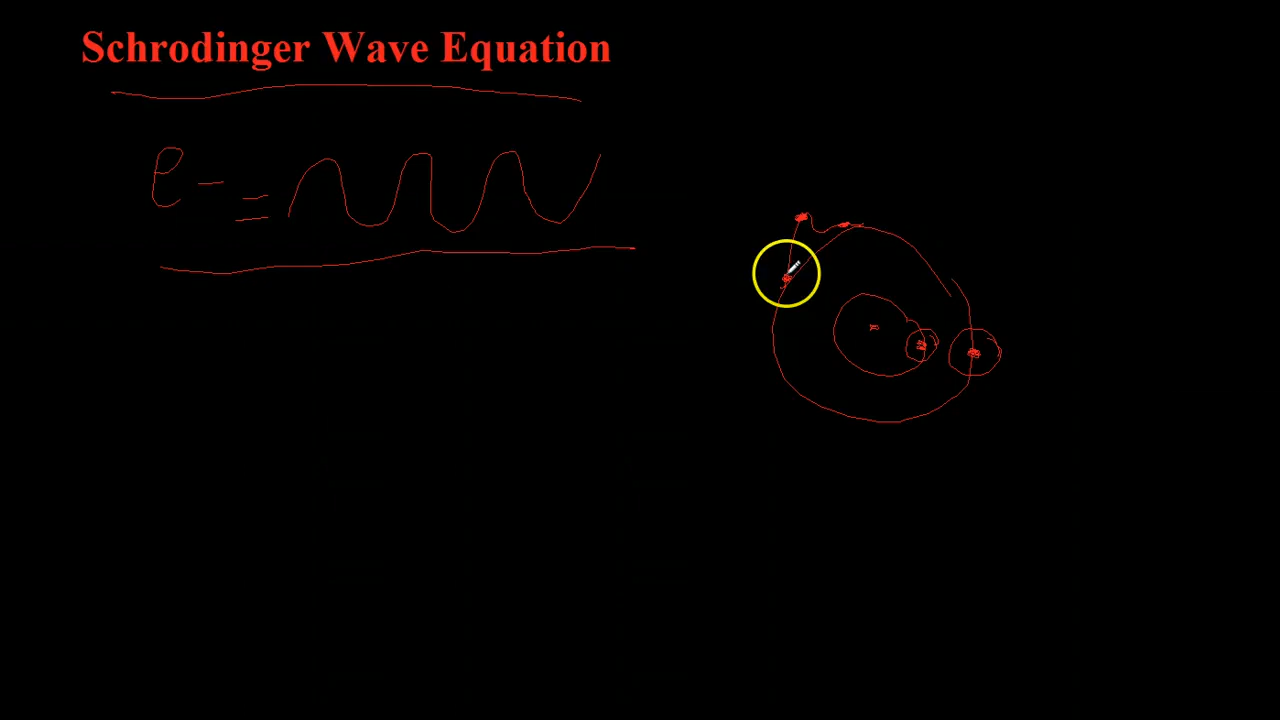 Schrodinger Wave Equation
e - =